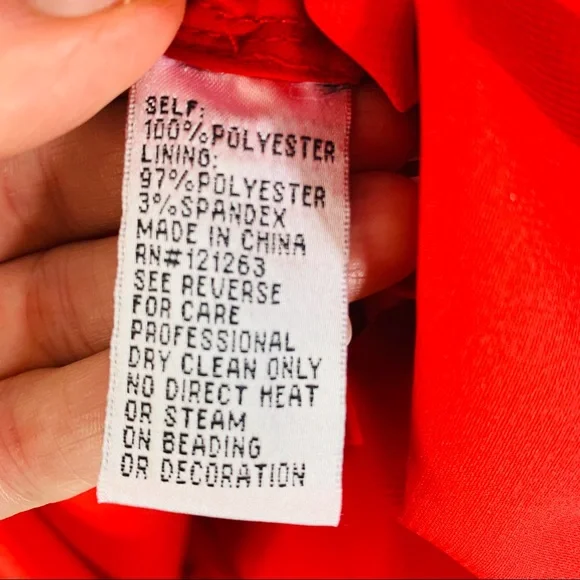 SELF:
100%POLYESTER
LINING:
97%POLYESTER
3%SPANDEX
MADE IN CHINA
RN#121263
SEE REVERSE
FOR CARE
PROFESSIONAL
DRY CLEAN ONLY
NO DIRECT HEAT
OR STEAM
ON BEADING
OR DECORATION